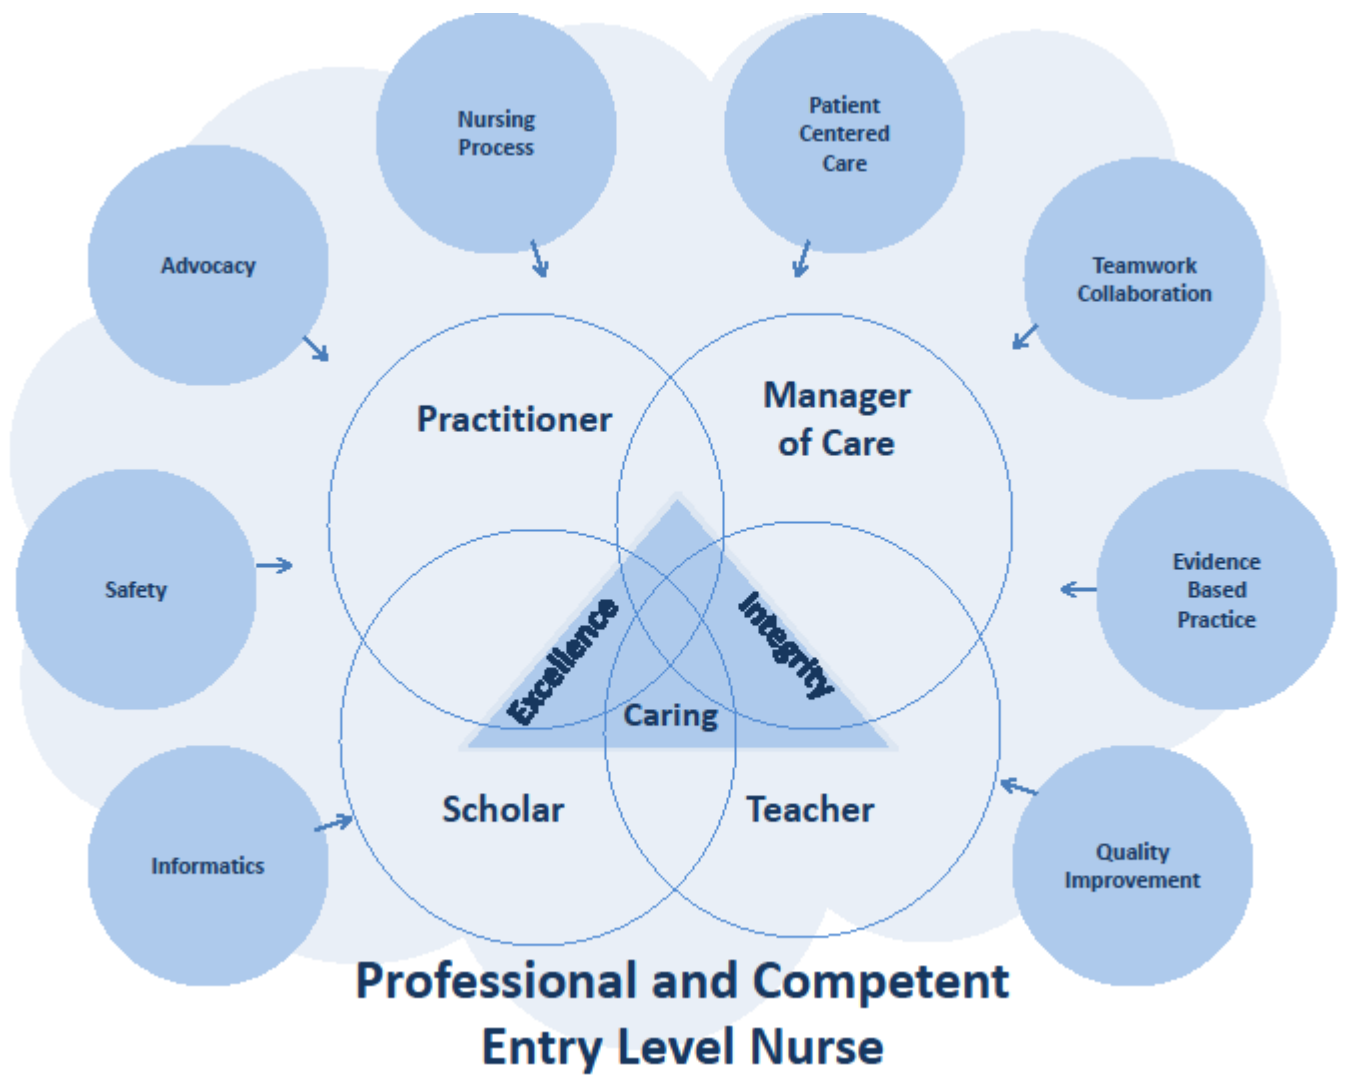 Nursing
Process
Patient
Centered
Care
Advocacy
Teamwork
Collaboration
Practitioner
Manager
of Care
Safety
Evidence
Based
Practice
Excellence
Integrity
Caring
Scholar
Teacher
Informatics
Quality
Improvement
Professional and Competent
Entry Level Nurse